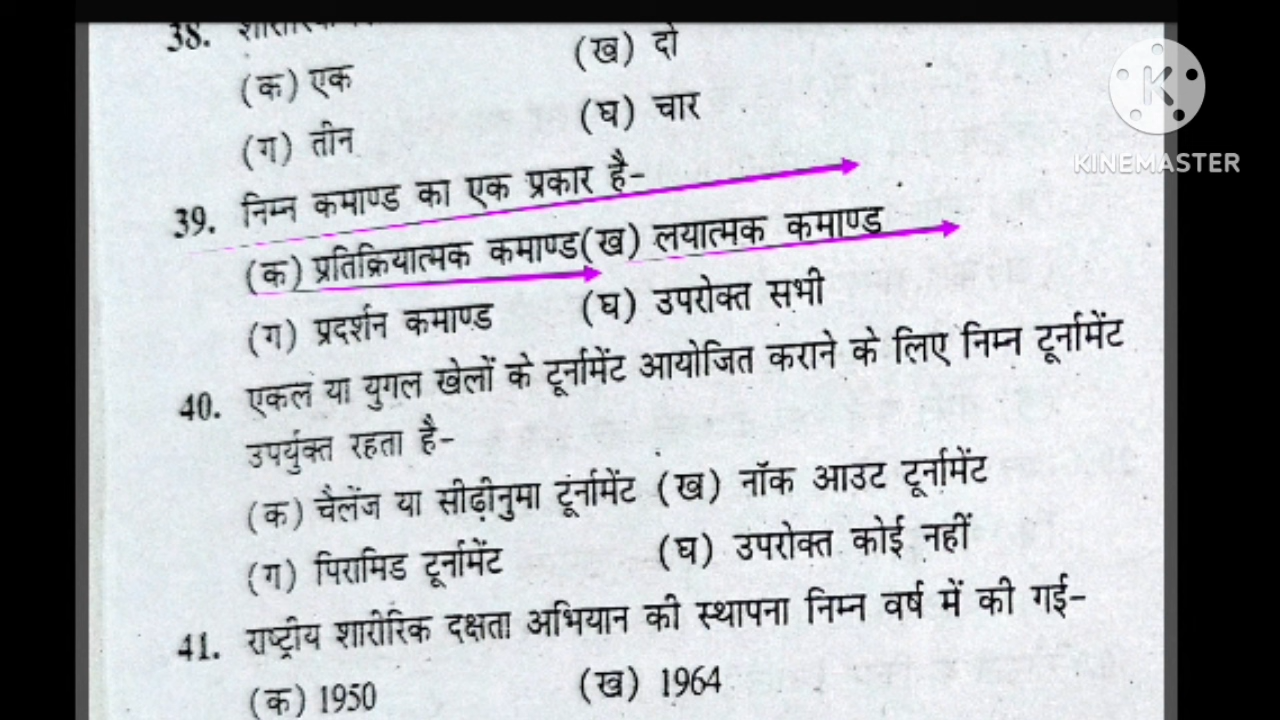 38.
(क) एक (ख) दो
(ग) तीन (घ) चार
39. निम्न कमाण्ड का एक प्रकार है-
(क) प्रतिक्रियात्मक कमाण्ड(ख) लयात्मक कमाण्ड
(ग) प्रदर्शन कमाण्ड (घ) उपरोक्त सभी
40. एकल या युगल खेलों के टूर्नामेंट आयोजित कराने के लिए निम्न टूर्नामेंट
उपर्युक्त रहता है-
(क) चैलेंज या सीढ़ीनुमा टूंर्नामेंट (ख) नॉक आउट टूर्नामेंट
(ग) पिरामिड टूर्नामेंट (घ) उपरोक्त कोई नहीं
41. राष्ट्रीय शारीरिक दक्षता अभियान की स्थापना निम्न वर्ष में की गई-
(क) 1950 (ख) 1964
K
KINEMASTER